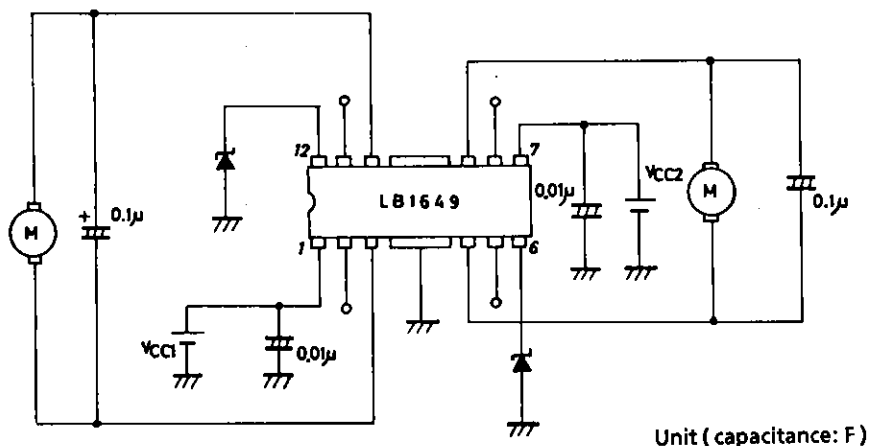 12
7
LB1649
0.01μ
VCC2
M
0.1μ
M
+
0.1μ
1
6
VCC1
0.01μ
Unit ( capacitance: F )